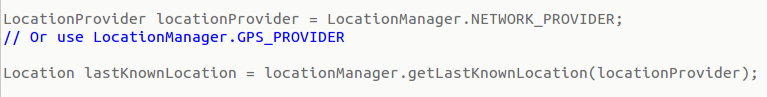 LocationProvider locationProvider = LocationManager.NETWORK_PROVIDER;
// Or use LocationManager.GPS_PROVIDER
Location lastKnownLocation = locationManager.getLastKnownLocation(locationProvider);